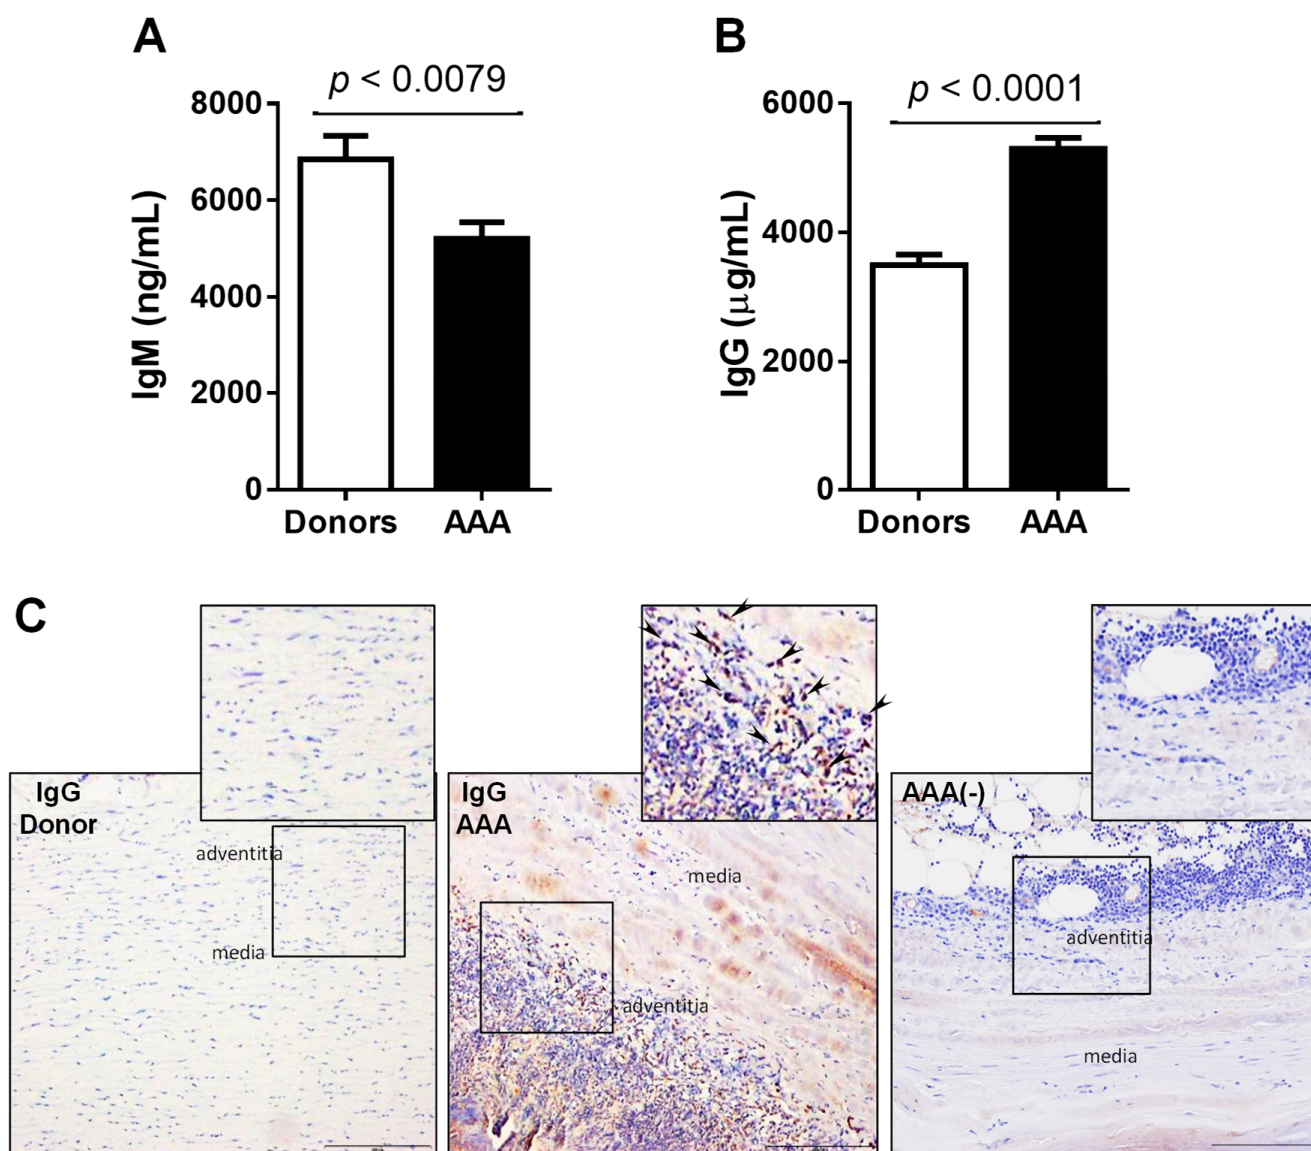 A
p < 0.0079
8000
6000
4000
2000
0
IgM (ng/mL)
Donors AAA
B
p < 0.0001
6000
4000
2000
0
IgG (μg/mL)
Donors AAA
C
IgG
Donor
adventitia
media
IgG
AAA
media
adventitia
AAA(-)
adventitia
media